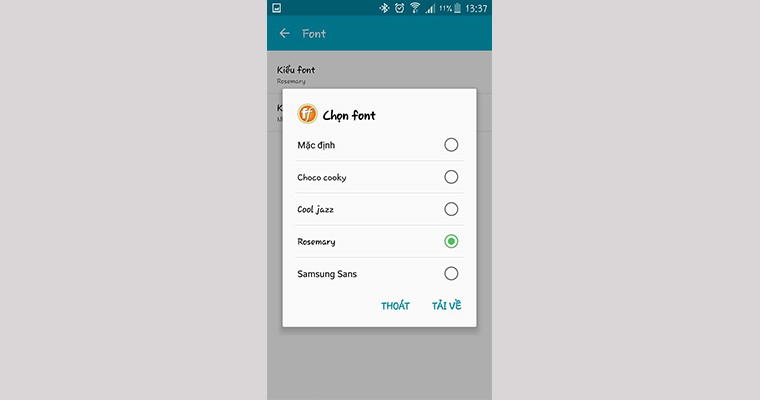 11% 13:37
Font
Kiểu font
Rosemary
K
ff Chọn font
Mặc định
Choco cooky
Cool jazz
Rosemary
Samsung Sans
THOÁT TẢI VỀ